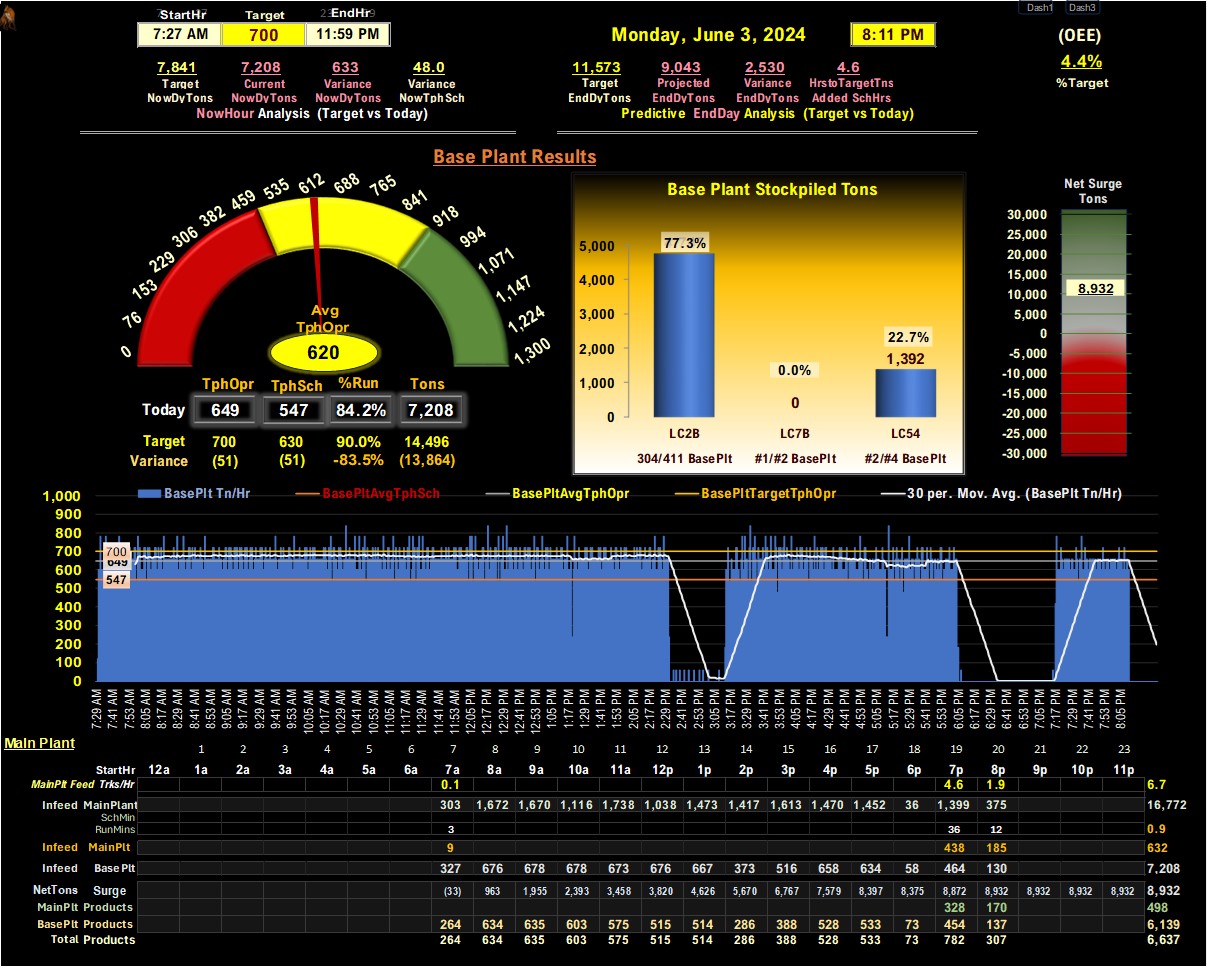 Dash1 Dash3
StartHr Target EndHr
7:27 AM 700 11:59 PM
Monday, June 3, 2024 8:11 PM
(OEE)
4.4%
%Target
7,841 7,208 633 48.0
Target Current Variance Variance
NowDyTons NowDyTons NowDyTons NowTphSch
NowHour Analysis (Target vs Today)
11,573 9,043 2,530 4.6
Target Projected Variance HrstoTargetTns
EndDyTons EndDyTons EndDyTons Added SchHrs
Predictive EndDay Analysis (Target vs Today)
Base Plant Results
0 76 153 229 306 382 459 535 612 688 765 841 918 994 1,071 1,147 1,224 1,300
Avg
TphOpr
620
TphOpr TphSch %Run Tons
Today 649 547 84.2% 7,208
Target 700 630 90.0% 14,496
Variance (51) (51) -83.5% (13,864)
Base Plant Stockpiled Tons
5,000
4,000
3,000
2,000
1,000
0
77.3%
0.0%
0
22.7%
1,392
LC2B LC7B LC54
304/411 BasePlt #1/#2 BasePlt #2/#4 BasePlt
Net Surge
Tons
30,000
25,000
20,000
15,000
10,000
5,000
0
-5,000
-10,000
-15,000
-20,000
-25,000
-30,000
8,932
BasePlt Tn/Hr BasePltAvgTphSch BasePltAvgTphOpr BasePltTargetTphOpr 30 per. Mov. Avg. (BasePlt Tn/Hr)
1,000
900
800
700
600
500
400
300
200
100
0
700
649
547
7:29 AM 7:41 AM 7:53 AM 8:05 AM 8:17 AM 8:29 AM 8:41 AM 8:53 AM 9:05 AM 9:17 AM 9:29 AM 9:41 AM 9:53 AM 10:05 AM 10:17 AM 10:29 AM 10:41 AM 10:53 AM 11:05 AM 11:17 AM 11:29 AM 11:41 AM 11:53 AM 12:05 PM 12:17 PM 12:29 PM 12:41 PM 12:53 PM 1:05 PM 1:17 PM 1:29 PM 1:41 PM 1:53 PM 2:05 PM 2:17 PM 2:29 PM 2:41 PM 2:53 PM 3:05 PM 3:17 PM 3:29 PM 3:41 PM 3:53 PM 4:05 PM 4:17 PM 4:29 PM 4:41 PM 4:53 PM 5:05 PM 5:17 PM 5:29 PM 5:41 PM 5:53 PM 6:05 PM 6:17 PM 6:29 PM 6:41 PM 6:53 PM 7:05 PM 7:17 PM 7:29 PM 7:41 PM 7:53 PM 8:05 PM
Main Plant
1 2 3 4 5 6 7 8 9 10 11 12 13 14 15 16 17 18 19 20 21 22 23
StartHr 12a 1a 2a 3a 4a 5a 6a 7a 8a 9a 10a 11a 12p 1p 2p 3p 4p 5p 6p 7p 8p 9p 10p 11p
MainPlt Feed Trks/Hr 0.1 4.6 1.9 6.7
Infeed MainPlant 303 1,672 1,670 1,116 1,738 1,038 1,473 1,417 1,613 1,470 1,452 36 1,399 375 16,772
SchMin
RunMins 3 36 12 0.9
Infeed MainPlt 9 438 185 632
Infeed BasePlt 327 676 678 678 673 676 667 373 516 658 634 58 464 130 7,208
NetTons Surge (33) 963 1,955 2,393 3,458 3,820 4,626 5,670 6,767 7,579 8,397 8,375 8,872 8,932 8,932 8,932 8,932 8,932
MainPlt Products 328 170 498
BasePlt Products 264 634 635 603 575 515 514 286 388 528 533 73 454 137 6,139
Total Products 264 634 635 603 575 515 514 286 388 528 533 73 782 307 6,637